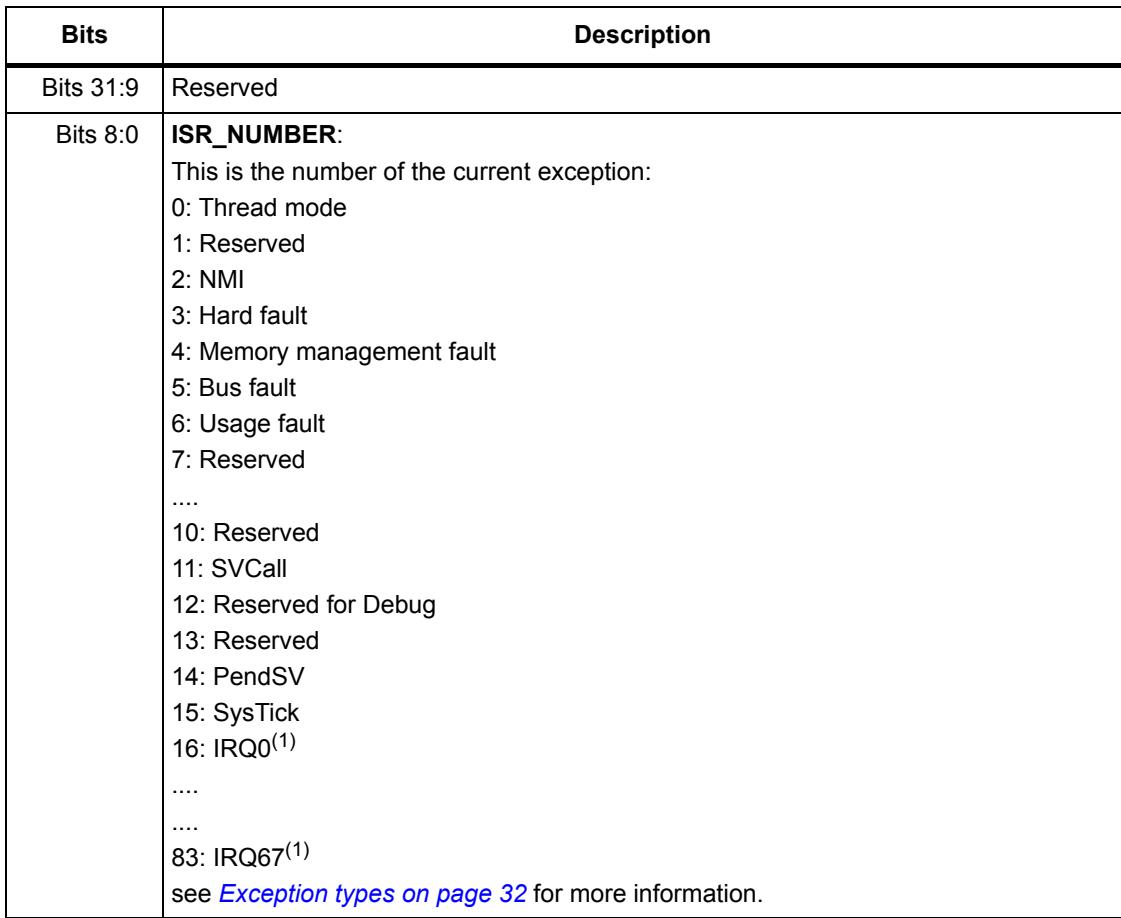 Bits Description
Bits 31:9 Reserved
Bits 8:0 ISR_NUMBER:
This is the number of the current exception:
0: Thread mode
1: Reserved
2: NMI
3: Hard fault
4: Memory management fault
5: Bus fault
6: Usage fault
7: Reserved
....
10: Reserved
11: SVCall
12: Reserved for Debug
13: Reserved
14: PendSV
15: SysTick
16: IRQ0(1)
....
....
83: IRQ67(1)
see Exception types on page 32 for more information.